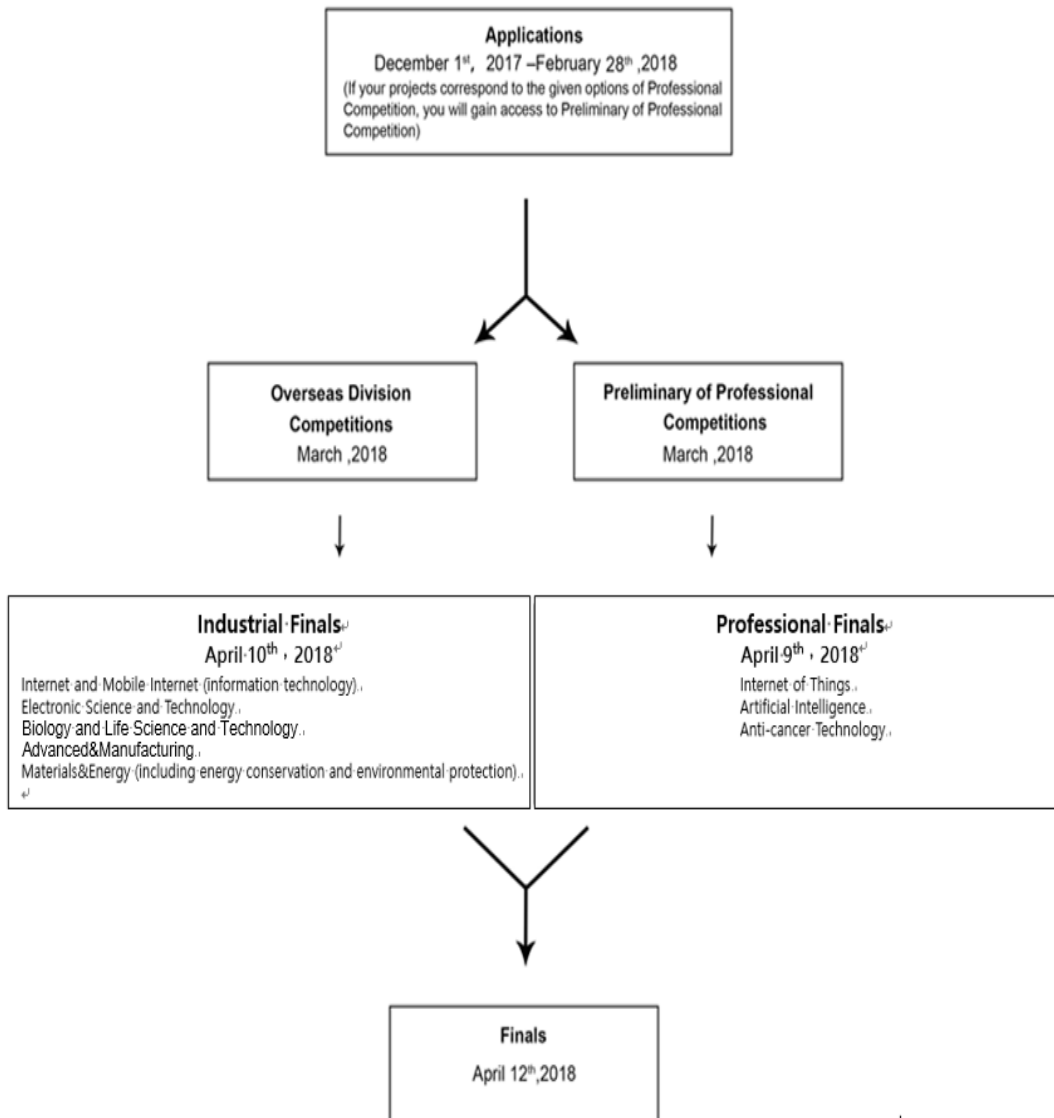 Applications
December 1st, 2017 –February 28th ,2018
(If your projects correspond to the given options of Professional
Competition, you will gain access to Preliminary of Professional
Competition)
Overseas Division
Competitions
March ,2018
Preliminary of Professional
Competitions
March ,2018
Industrial Finals
April 10th , 2018
Internet and Mobile Internet (information technology).
Electronic Science and Technology.
Biology and Life Science and Technology.
Advanced&Manufacturing.
Materials&Energy (including energy conservation and environmental protection).
Professional Finals
April 9th , 2018
Internet of Things.
Artificial Intelligence.
Anti-cancer Technology.
Finals
April 12th,2018